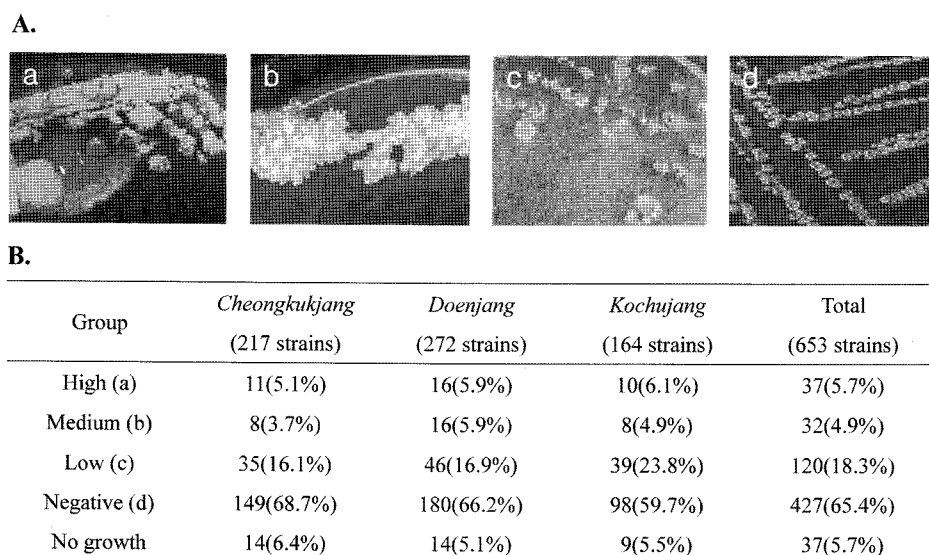 A.
a b c d
B.
Group Cheongkukjang Doenjang Kochujang Total
(217 strains) (272 strains) (164 strains) (653 strains)
High (a) 11(5.1%) 16(5.9%) 10(6.1%) 37(5.7%)
Medium (b) 8(3.7%) 16(5.9%) 8(4.9%) 32(4.9%)
Low (c) 35(16.1%) 46(16.9%) 39(23.8%) 120(18.3%)
Negative (d) 149(68.7%) 180(66.2%) 98(59.7%) 427(65.4%)
No growth 14(6.4%) 14(5.1%) 9(5.5%) 37(5.7%)